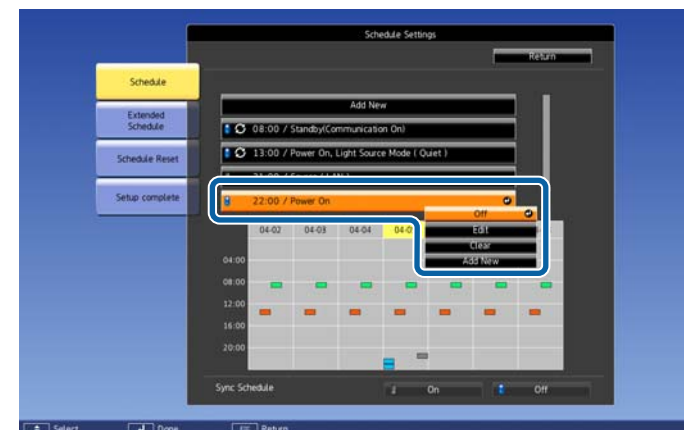 Schedule Settings
Return
Schedule
Extended
Schedule
Schedule Reset
Setup complete
Add New
08:00 / Standby(Communication On)
13:00 / Power On, Light Source Mode ( Quiet )
22:00 / Power On
Off
Edit
Clear
Add New
04-02 04-03 04-04
04:00
08:00
12:00
16:00
20:00
Sync Schedule
On
Off
Select
Done
Return